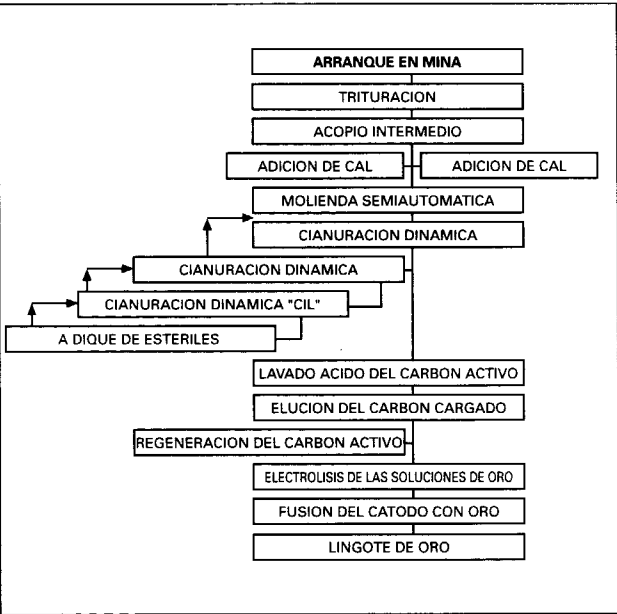 ARRANQUE EN MINA
TRITURACION
ACOPIO INTERMEDIO
ADICION DE CAL
ADICION DE CAL
MOLIENDA SEMIAUTOMATICA
CIANURACION DINAMICA
CIANURACION DINAMICA
CIANURACION DINAMICA "CIL"
A DIQUE DE ESTERILES
LAVADO ACIDO DEL CARBON ACTIVO
ELUCION DEL CARBON CARGADO
REGENERACION DEL CARBON ACTIVO
ELECTROLISIS DE LAS SOLUCIONES DE ORO
FUSION DEL CATODO CON ORO
LINGOTE DE ORO